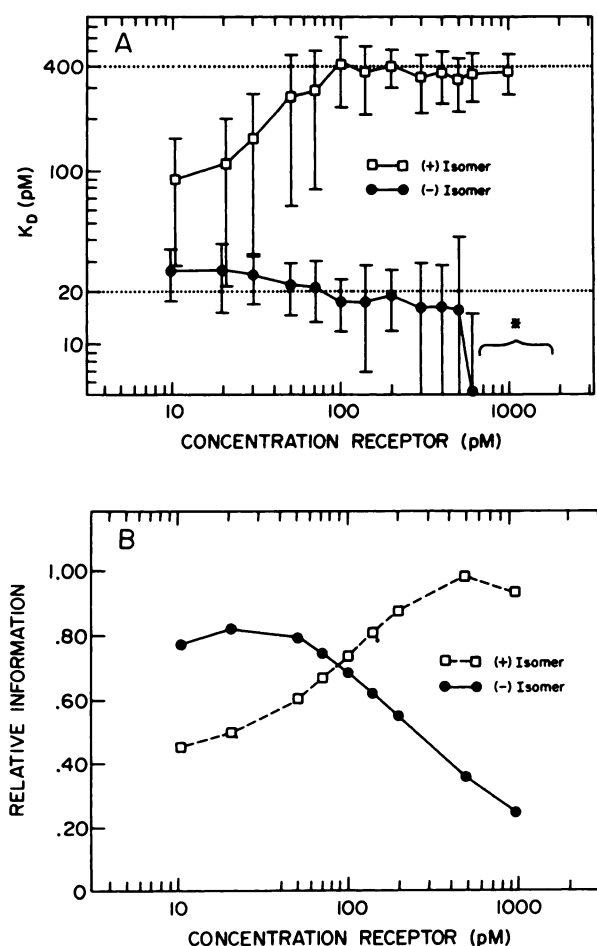 A
400
100
20
10
K_D (pM)
(+) Isomer
(-) Isomer
*
10
100
1000
CONCENTRATION RECEPTOR (pM)
B
1.00
.80
.60
.40
.20
0
RELATIVE INFORMATION
(+) Isomer
(-) Isomer
10
100
1000
CONCENTRATION RECEPTOR (pM)